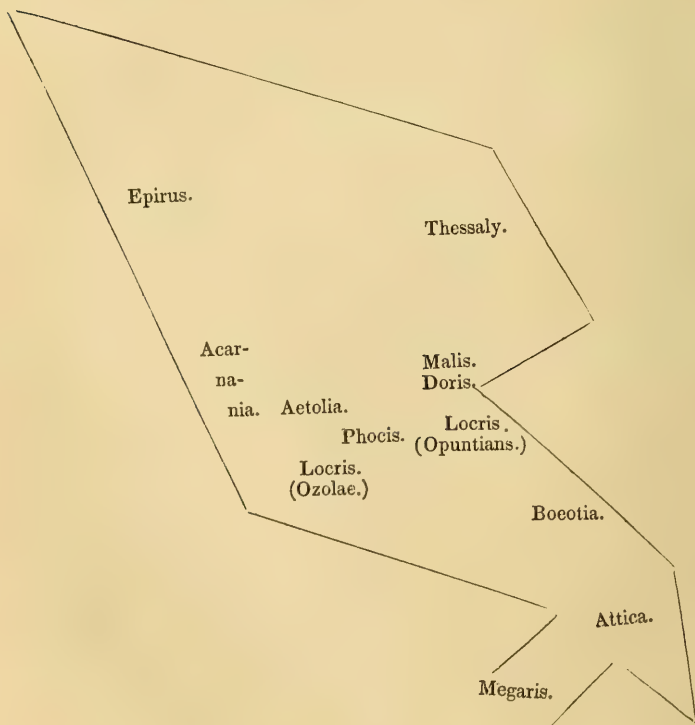 Epirus.
Thessaly.
Acar-
na-
nia.
Aetolia.
Malis.
Doris.
Phocis.
Locris.
(Opuntians.)
Locris.
(Ozolae.)
Boeotia.
Attica.
Megaris.